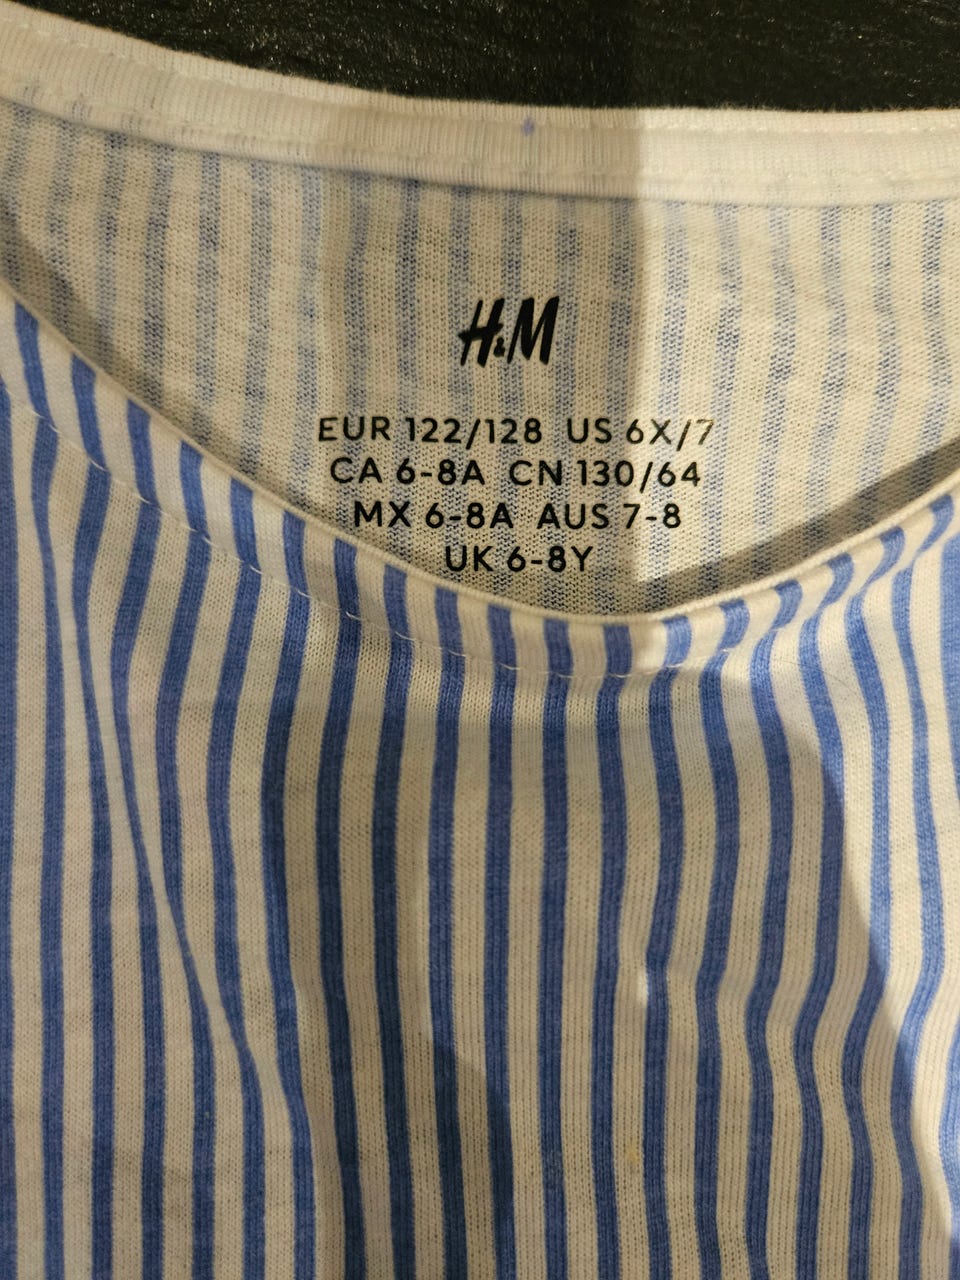 H&M
EUR 122/128 US 6X/7
CA 6-8A CN 130/64
MX 6-8A AUS 7-8
UK 6-8Y